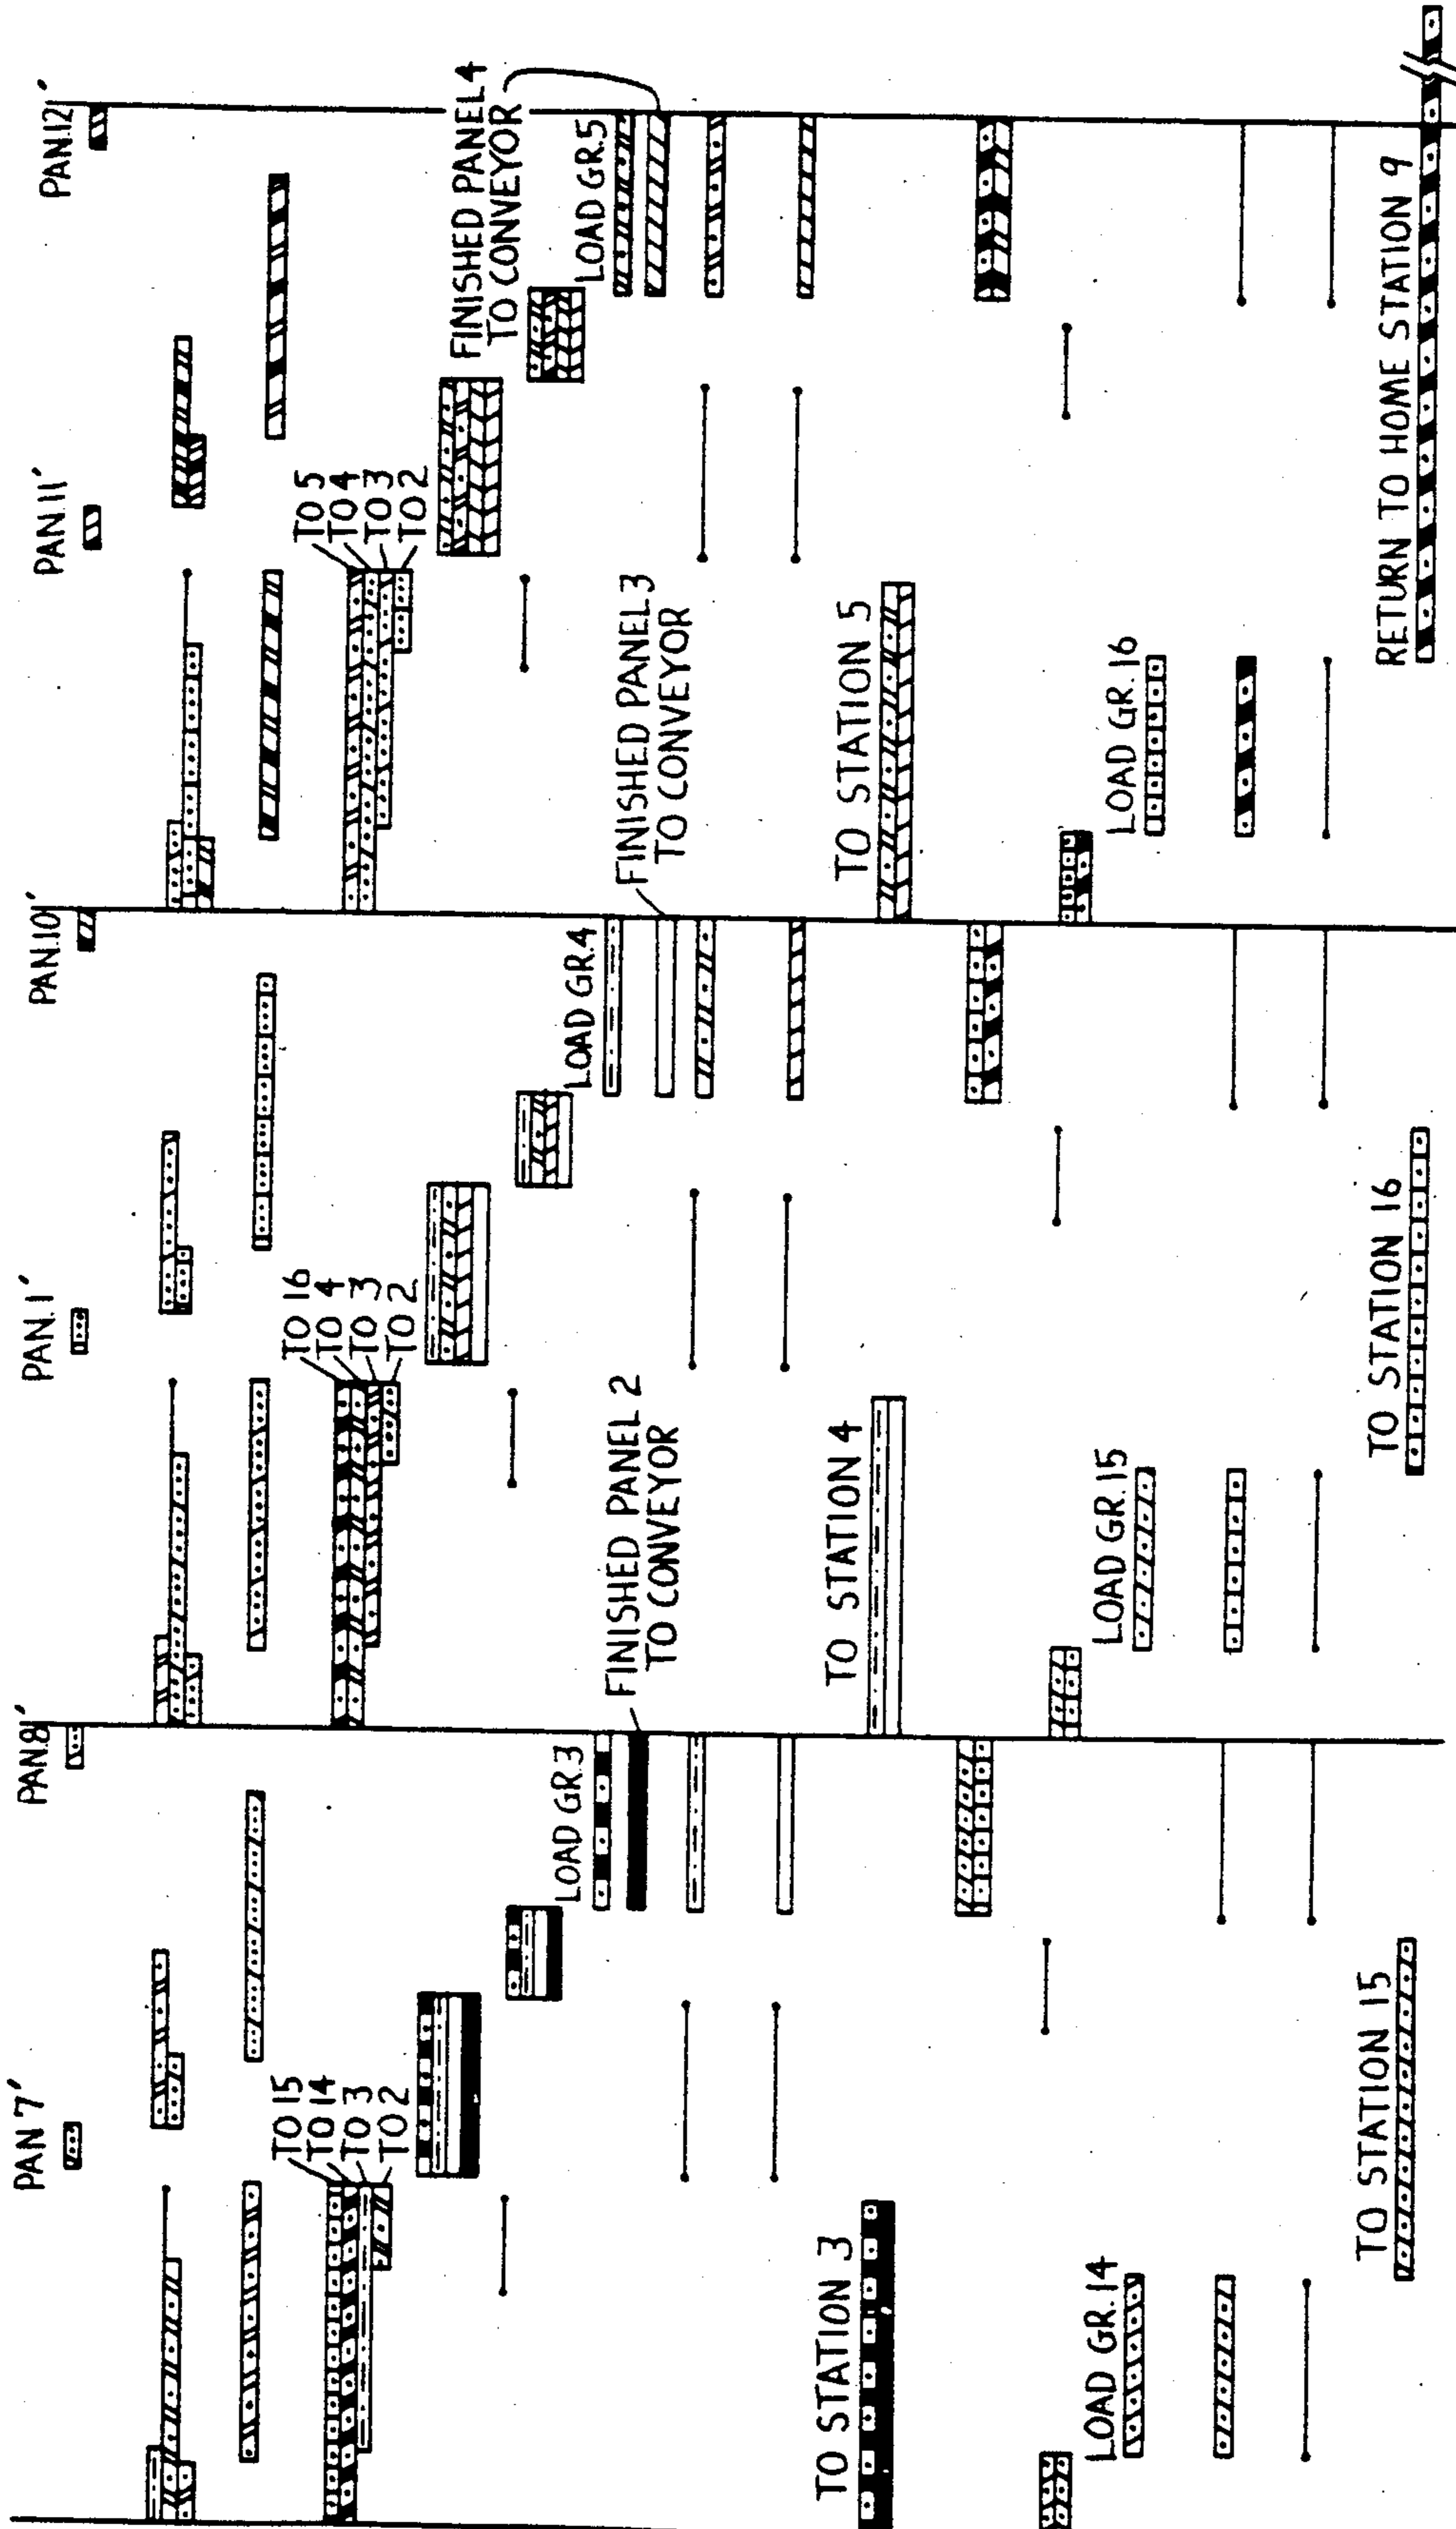 PAN.12'
PAN.11'
PAN.10'
PAN.1'
PAN.8'
PAN 7'
FINISHED PANEL 4
TO CONVEYOR
LOAD GR.5
TO 5
TO 4
TO 3
TO 2
FINISHED PANEL 3
TO CONVEYOR
TO STATION 5
LOAD GR.16
RETURN TO HOME STATION 9
LOAD GR.4
TO 16
TO 4
TO 3
TO 2
FINISHED PANEL 2
TO CONVEYOR
TO STATION 4
LOAD GR.15
TO STATION 16
LOAD GR.3
TO 15
TO 14
TO 3
TO 2
TO STATION 3
LOAD GR.14
TO STATION 15